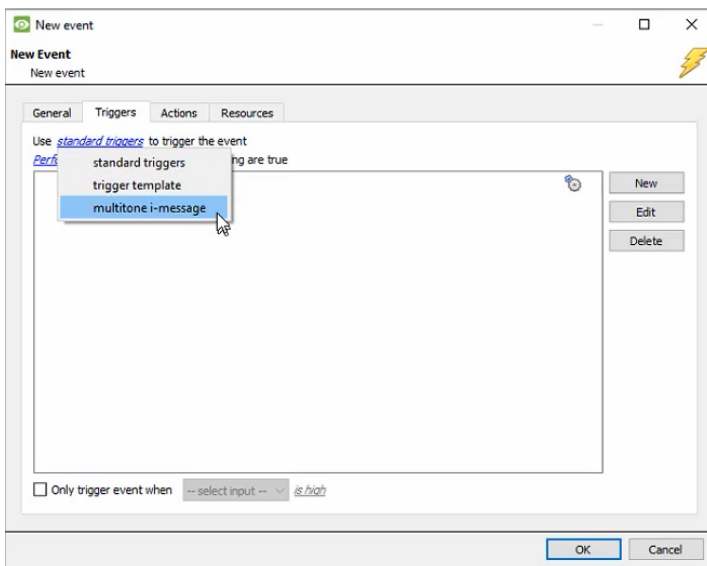 New event
New Event
New event
General Triggers Actions Resources
Use standard triggers to trigger the event
standard triggers
ng are true
trigger template
multitone i-message
New
Edit
Delete
Only trigger event when -- select input -- is high
OK Cancel